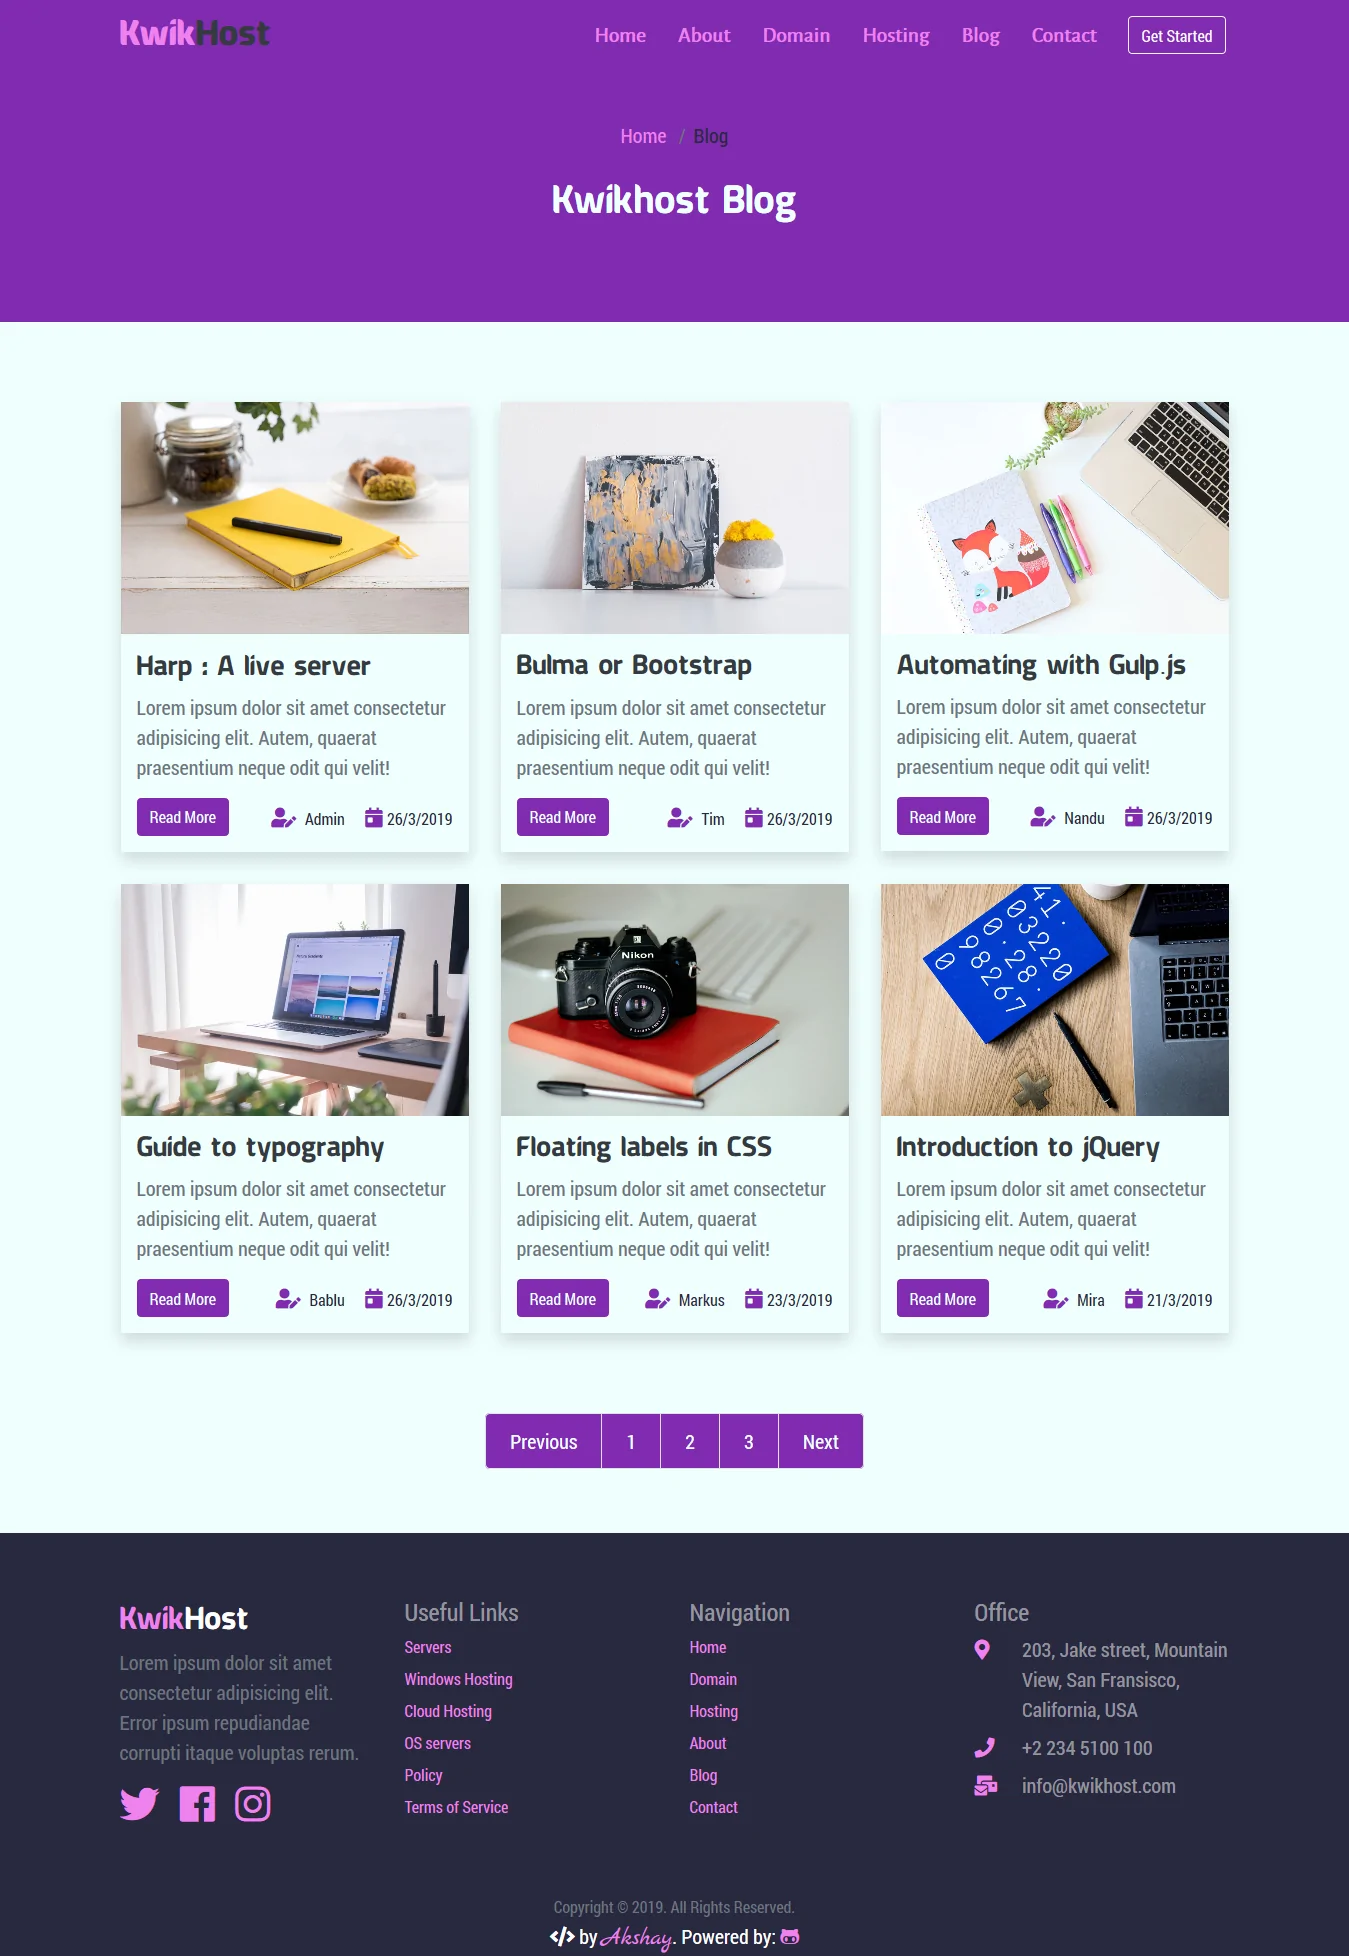 KwikHost
Home About Domain Hosting Blog Contact Get Started
Home / Blog
Kwikhost Blog
Harp : A live server
Lorem ipsum dolor sit amet consectetur
adipisicing elit. Autem, quaerat
praesentium neque odit qui velit!
Read More Admin 26/3/2019
Bulma or Bootstrap
Lorem ipsum dolor sit amet consectetur
adipisicing elit. Autem, quaerat
praesentium neque odit qui velit!
Read More Tim 26/3/2019
Automating with Gulp.js
Lorem ipsum dolor sit amet consectetur
adipisicing elit. Autem, quaerat
praesentium neque odit qui velit!
Read More Nandu 26/3/2019
Guide to typography
Lorem ipsum dolor sit amet consectetur
adipisicing elit. Autem, quaerat
praesentium neque odit qui velit!
Read More Bablu 26/3/2019
Nikon
Floating labels in CSS
Lorem ipsum dolor sit amet consectetur
adipisicing elit. Autem, quaerat
praesentium neque odit qui velit!
Read More Markus 23/3/2019
Introduction to jQuery
Lorem ipsum dolor sit amet consectetur
adipisicing elit. Autem, quaerat
praesentium neque odit qui velit!
Read More Mira 21/3/2019
Previous 1 2 3 Next
KwikHost
Lorem ipsum dolor sit amet
consectetur adipisicing elit.
Error ipsum repudiandae
corrupti itaque voluptas rerum.
Useful Links
Servers
Windows Hosting
Cloud Hosting
OS servers
Policy
Terms of Service
Navigation
Home
Domain
Hosting
About
Blog
Contact
Office
203, Jake street, Mountain
View, San Fransisco,
California, USA
+2 234 5100 100
info@kwikhost.com
Copyright © 2019. All Rights Reserved.
</> by Akshay. Powered by: